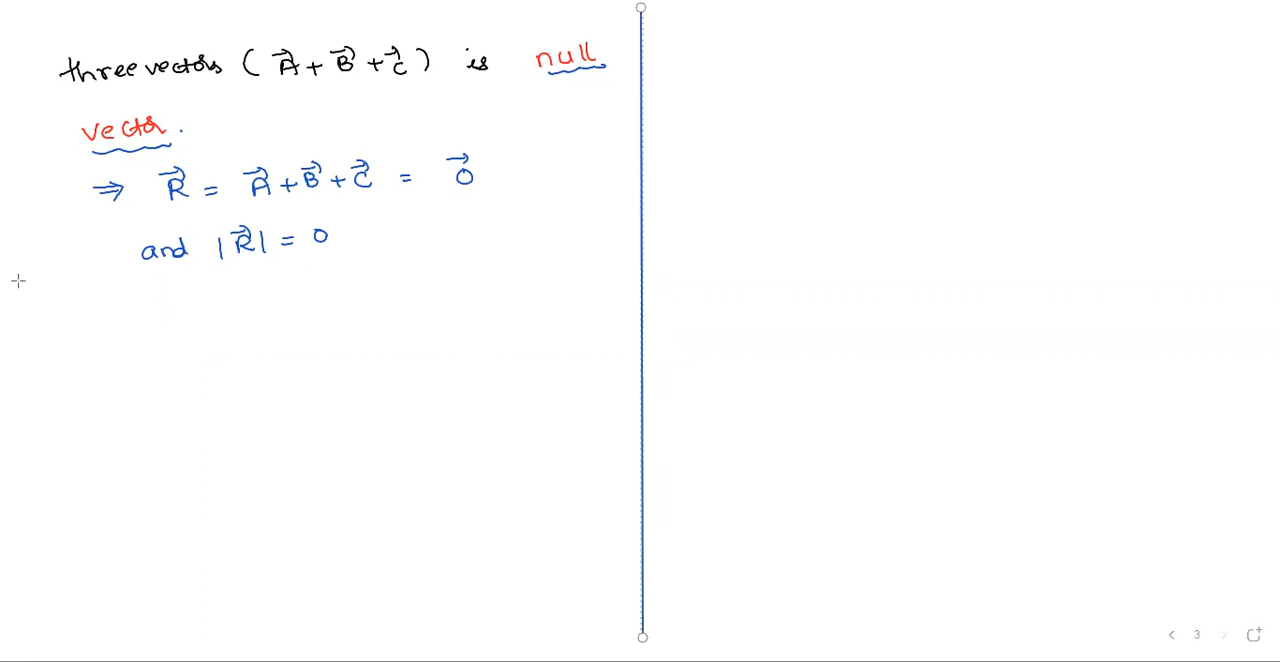 three vectors ( A⃗ + B⃗ + C⃗ ) is null
vector.
⇒ R⃗ = A⃗ + B⃗ + C⃗ = 0⃗
and |R⃗| = 0
< 3 >